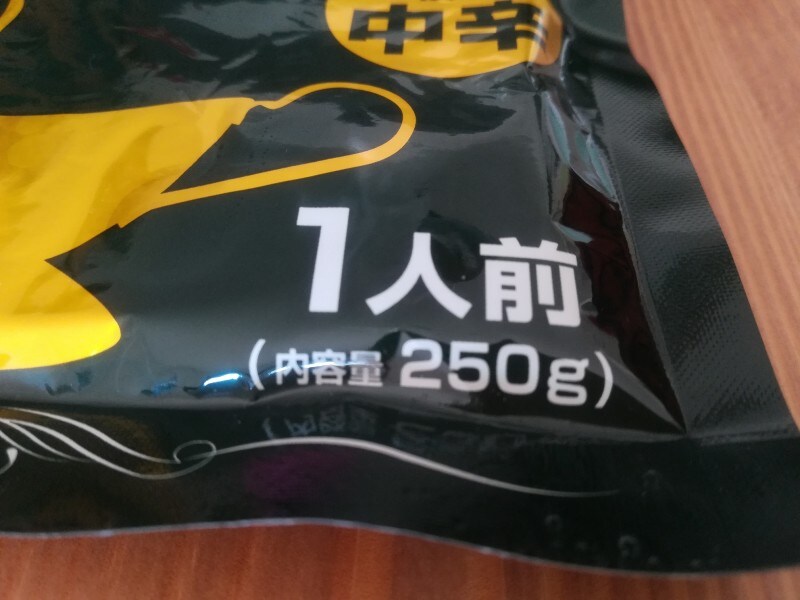 中辛
1人前
(内容量 250g)